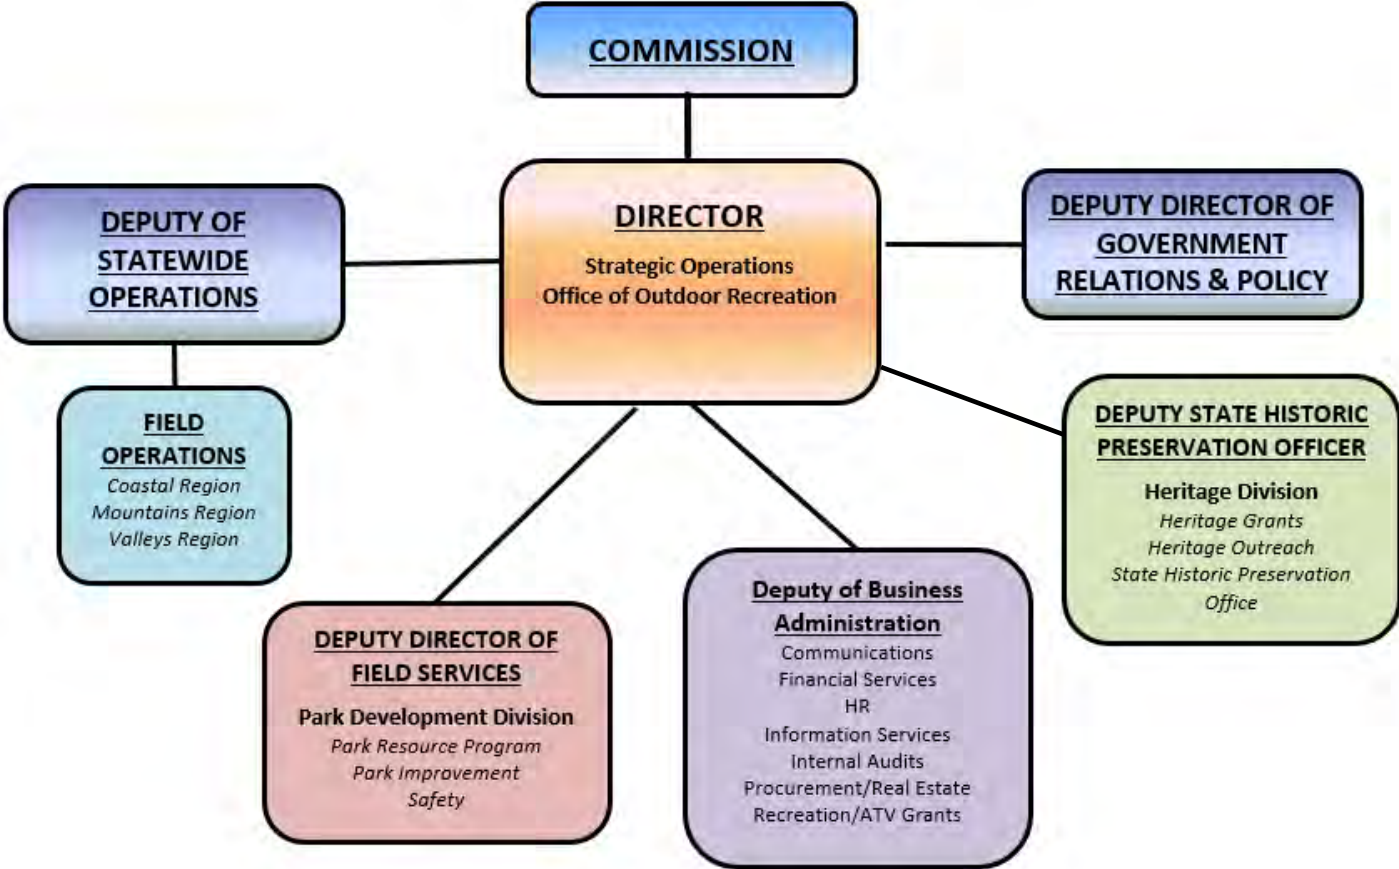 COMMISSION
DIRECTOR
Strategic Operations
Office of Outdoor Recreation
DEPUTY OF
STATEWIDE
OPERATIONS
DEPUTY DIRECTOR OF
GOVERNMENT
RELATIONS & POLICY
FIELD
OPERATIONS
Coastal Region
Mountains Region
Valleys Region
DEPUTY STATE HISTORIC
PRESERVATION OFFICER
Heritage Division
Heritage Grants
Heritage Outreach
State Historic Preservation
Office
DEPUTY DIRECTOR OF
FIELD SERVICES
Park Development Division
Park Resource Program
Park Improvement
Safety
Deputy of Business
Administration
Communications
Financial Services
HR
Information Services
Internal Audits
Procurement/Real Estate
Recreation/ATV Grants